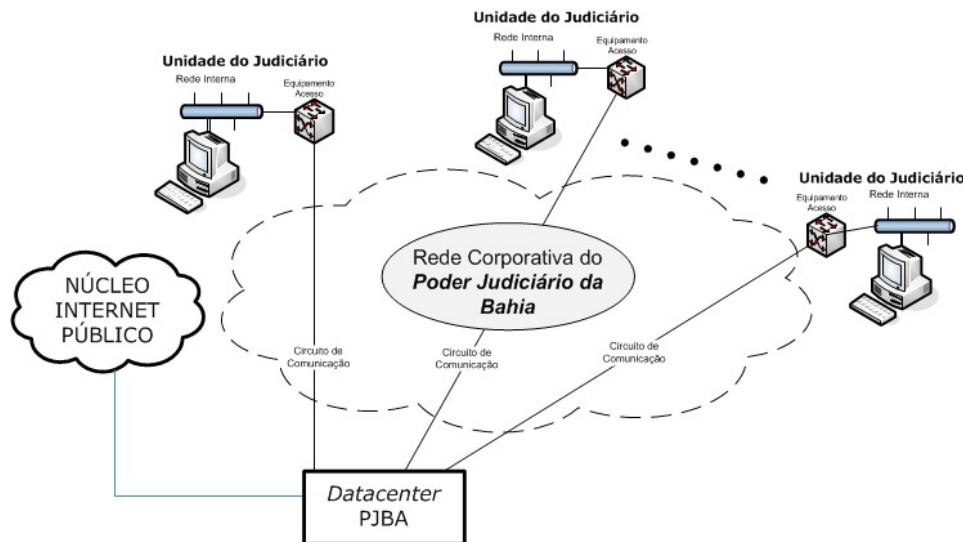 Unidade do Judiciário
Rede Interna
Equipamento
Acesso
Unidade do Judiciário
Rede Interna
Equipamento
Acesso
Unidade do Judiciário
Equipamento
Acesso
Rede Interna
Rede Corporativa do
Poder Judiciário da
Bahia
NÚCLEO
INTERNET
PÚBLICO
Circuito de
Comunicação
Circuito de
Comunicação
Circuito de
Comunicação
Datacenter
PJBA